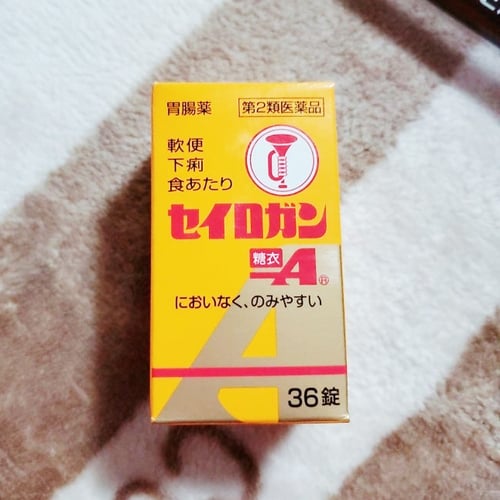 胃腸薬
第2類医薬品
軟便
下痢
食あたり
セイロガン
糖衣
A®
においなく、のみやすい
A
36錠